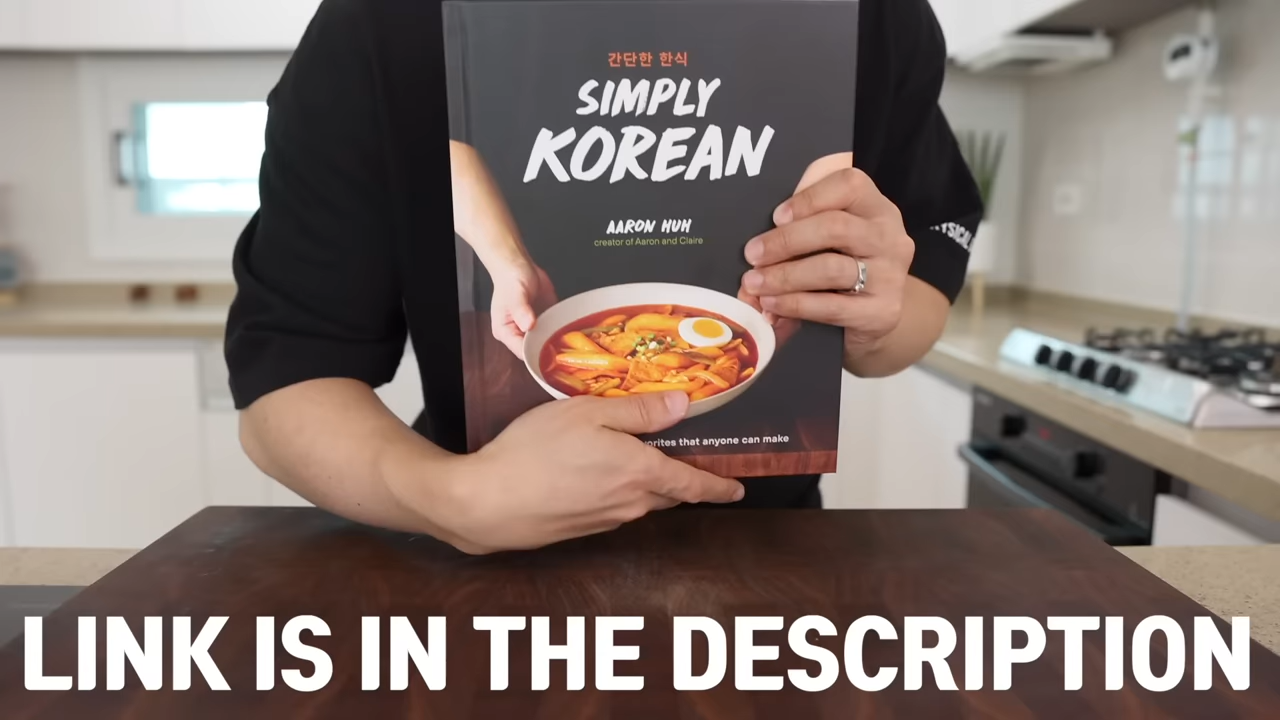 간단한 한식
SIMPLY
KOREAN
AARON HUH
creator of Aaron and Claire
that anyone can make
LINK IS IN THE DESCRIPTION